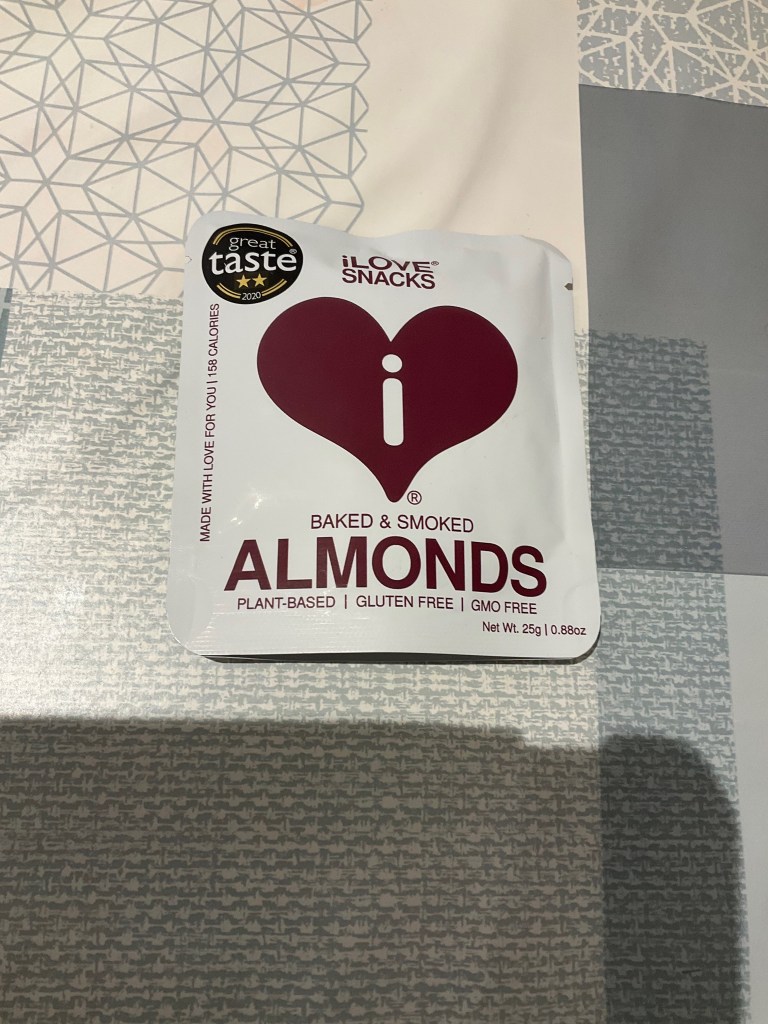 great
taste®
2020
iLOVE®
SNACKS
MADE WITH LOVE FOR YOU | 158 CALORIES
i
®
BAKED & SMOKED
ALMONDS
PLANT-BASED | GLUTEN FREE | GMO FREE
Net Wt. 25g | 0.88oz